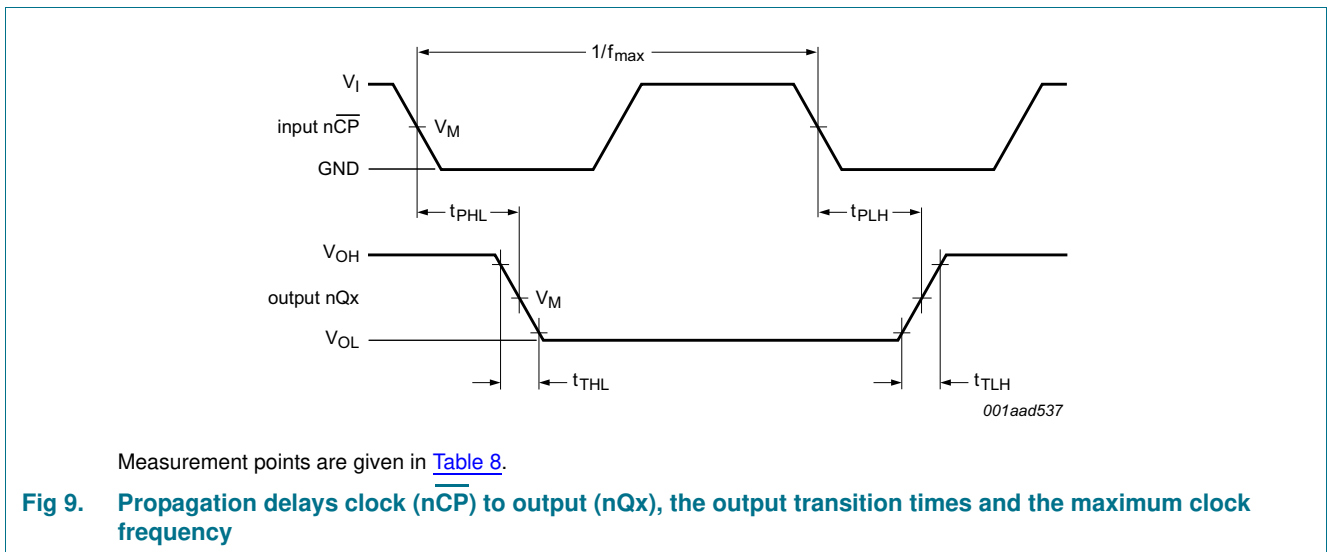 1/fmax
VI
input nC̅P̅
VM
GND
tPHL
tPLH
VOH
output nQx
VM
VOL
tTHL
tTLH
001aad537
Measurement points are given in Table 8.
Fig 9. Propagation delays clock (nC̅P̅) to output (nQx), the output transition times and the maximum clock
frequency